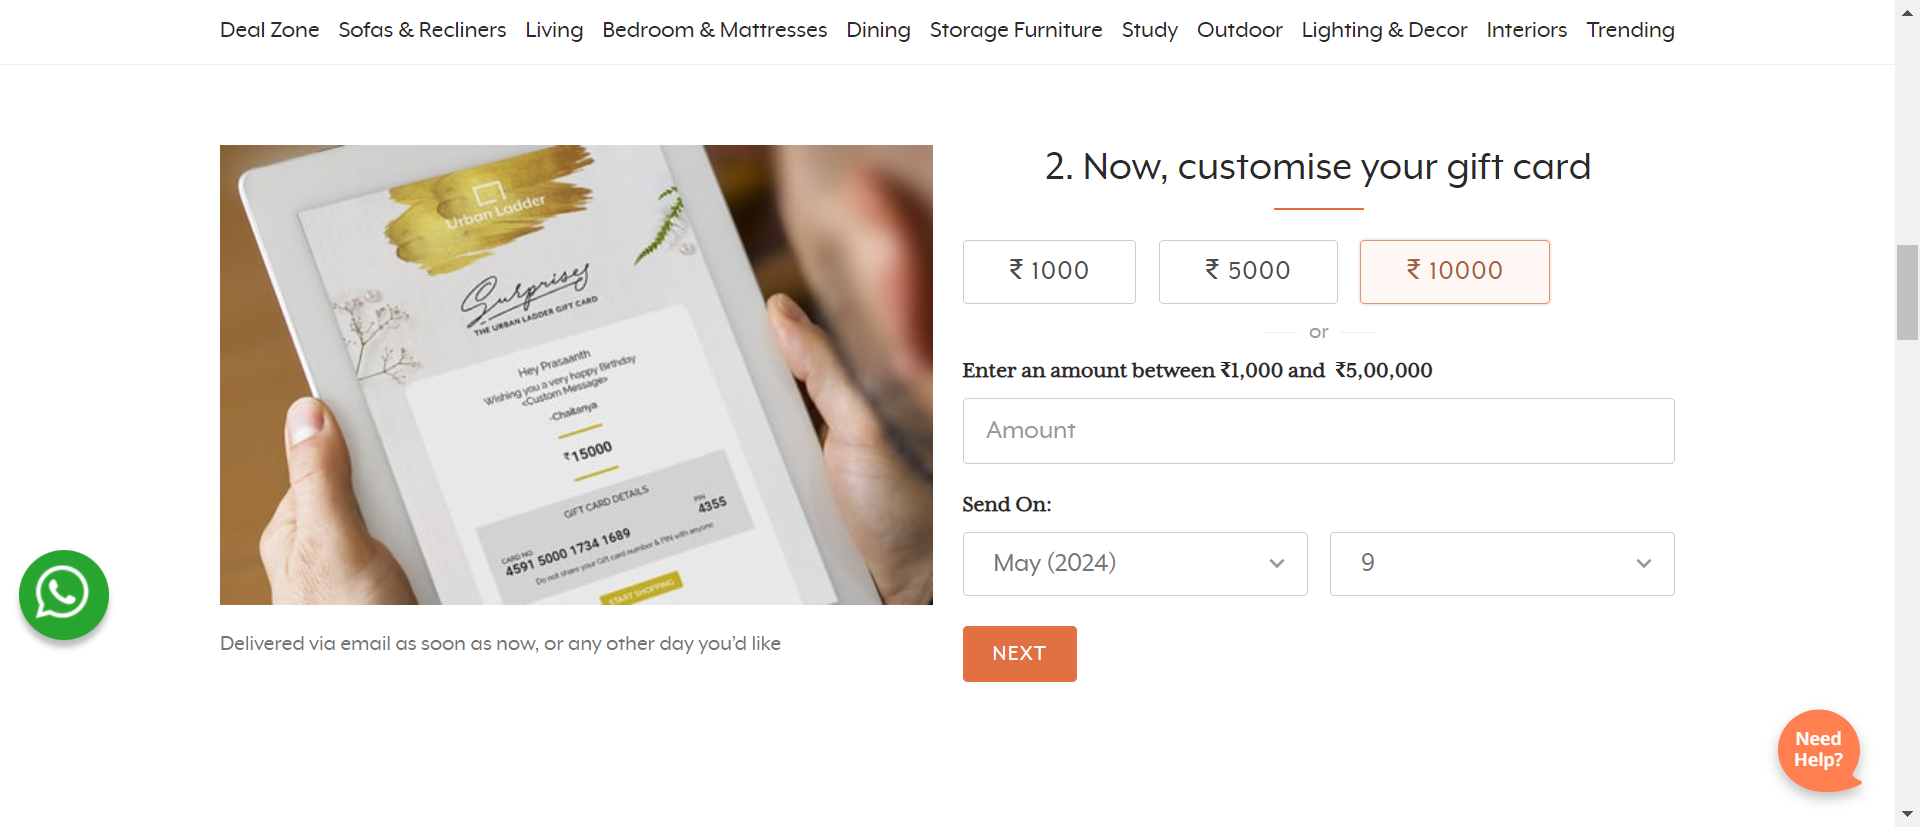 Deal Zone Sofas & Recliners Living Bedroom & Mattresses Dining Storage Furniture Study Outdoor Lighting & Decor Interiors Trending
Urban Ladder
Surprises
THE URBAN LADDER GIFT CARD
Hey Prasaanth
Wishing you a very happy Birthday
<Custom Message>
-Chaitanya
₹15000
GIFT CARD DETAILS
CARD NO.
PIN
4591 5000 1734 1689
4355
Do not share your Gift card number & PIN with anyone
START SHOPPING
Delivered via email as soon as now, or any other day you’d like
2. Now, customise your gift card
₹ 1000
₹ 5000
₹ 10000
or
Enter an amount between ₹1,000 and ₹5,00,000
Amount
Send On:
May (2024)
9
NEXT
Need
Help?